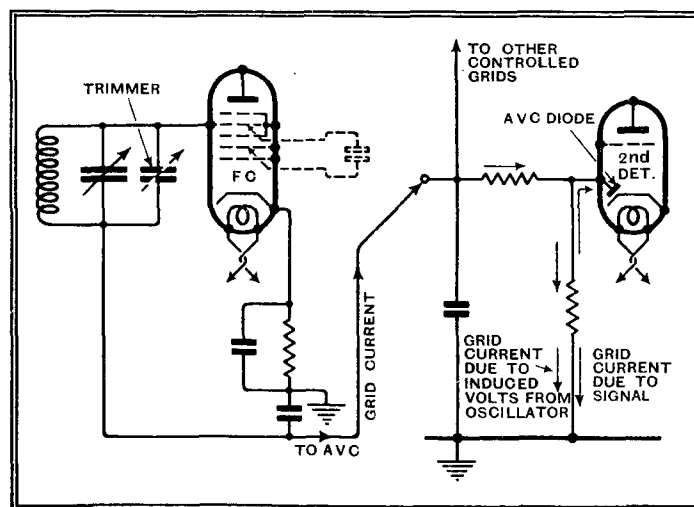 TRIMMER
FC
TO AVC
GRID CURRENT
TO OTHER
CONTROLLED
GRIDS
AVC DIODE
2nd
DET.
GRID
CURRENT
DUE TO
INDUCED
VOLTS FROM
OSCILLATOR
GRID
CURRENT
DUE TO
SIGNAL